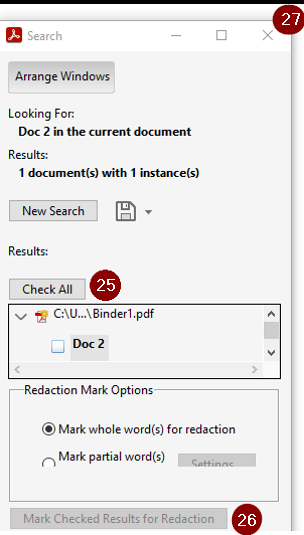 27
Search
Arrange Windows
Looking For:
Doc 2 in the current document
Results:
1 document(s) with 1 instance(s)
New Search
Results:
Check All 25
C:\U...\Binder1.pdf
Doc 2
Redaction Mark Options
Mark whole word(s) for redaction
Mark partial word(s)
Settings...
Mark Checked Results for Redaction 26